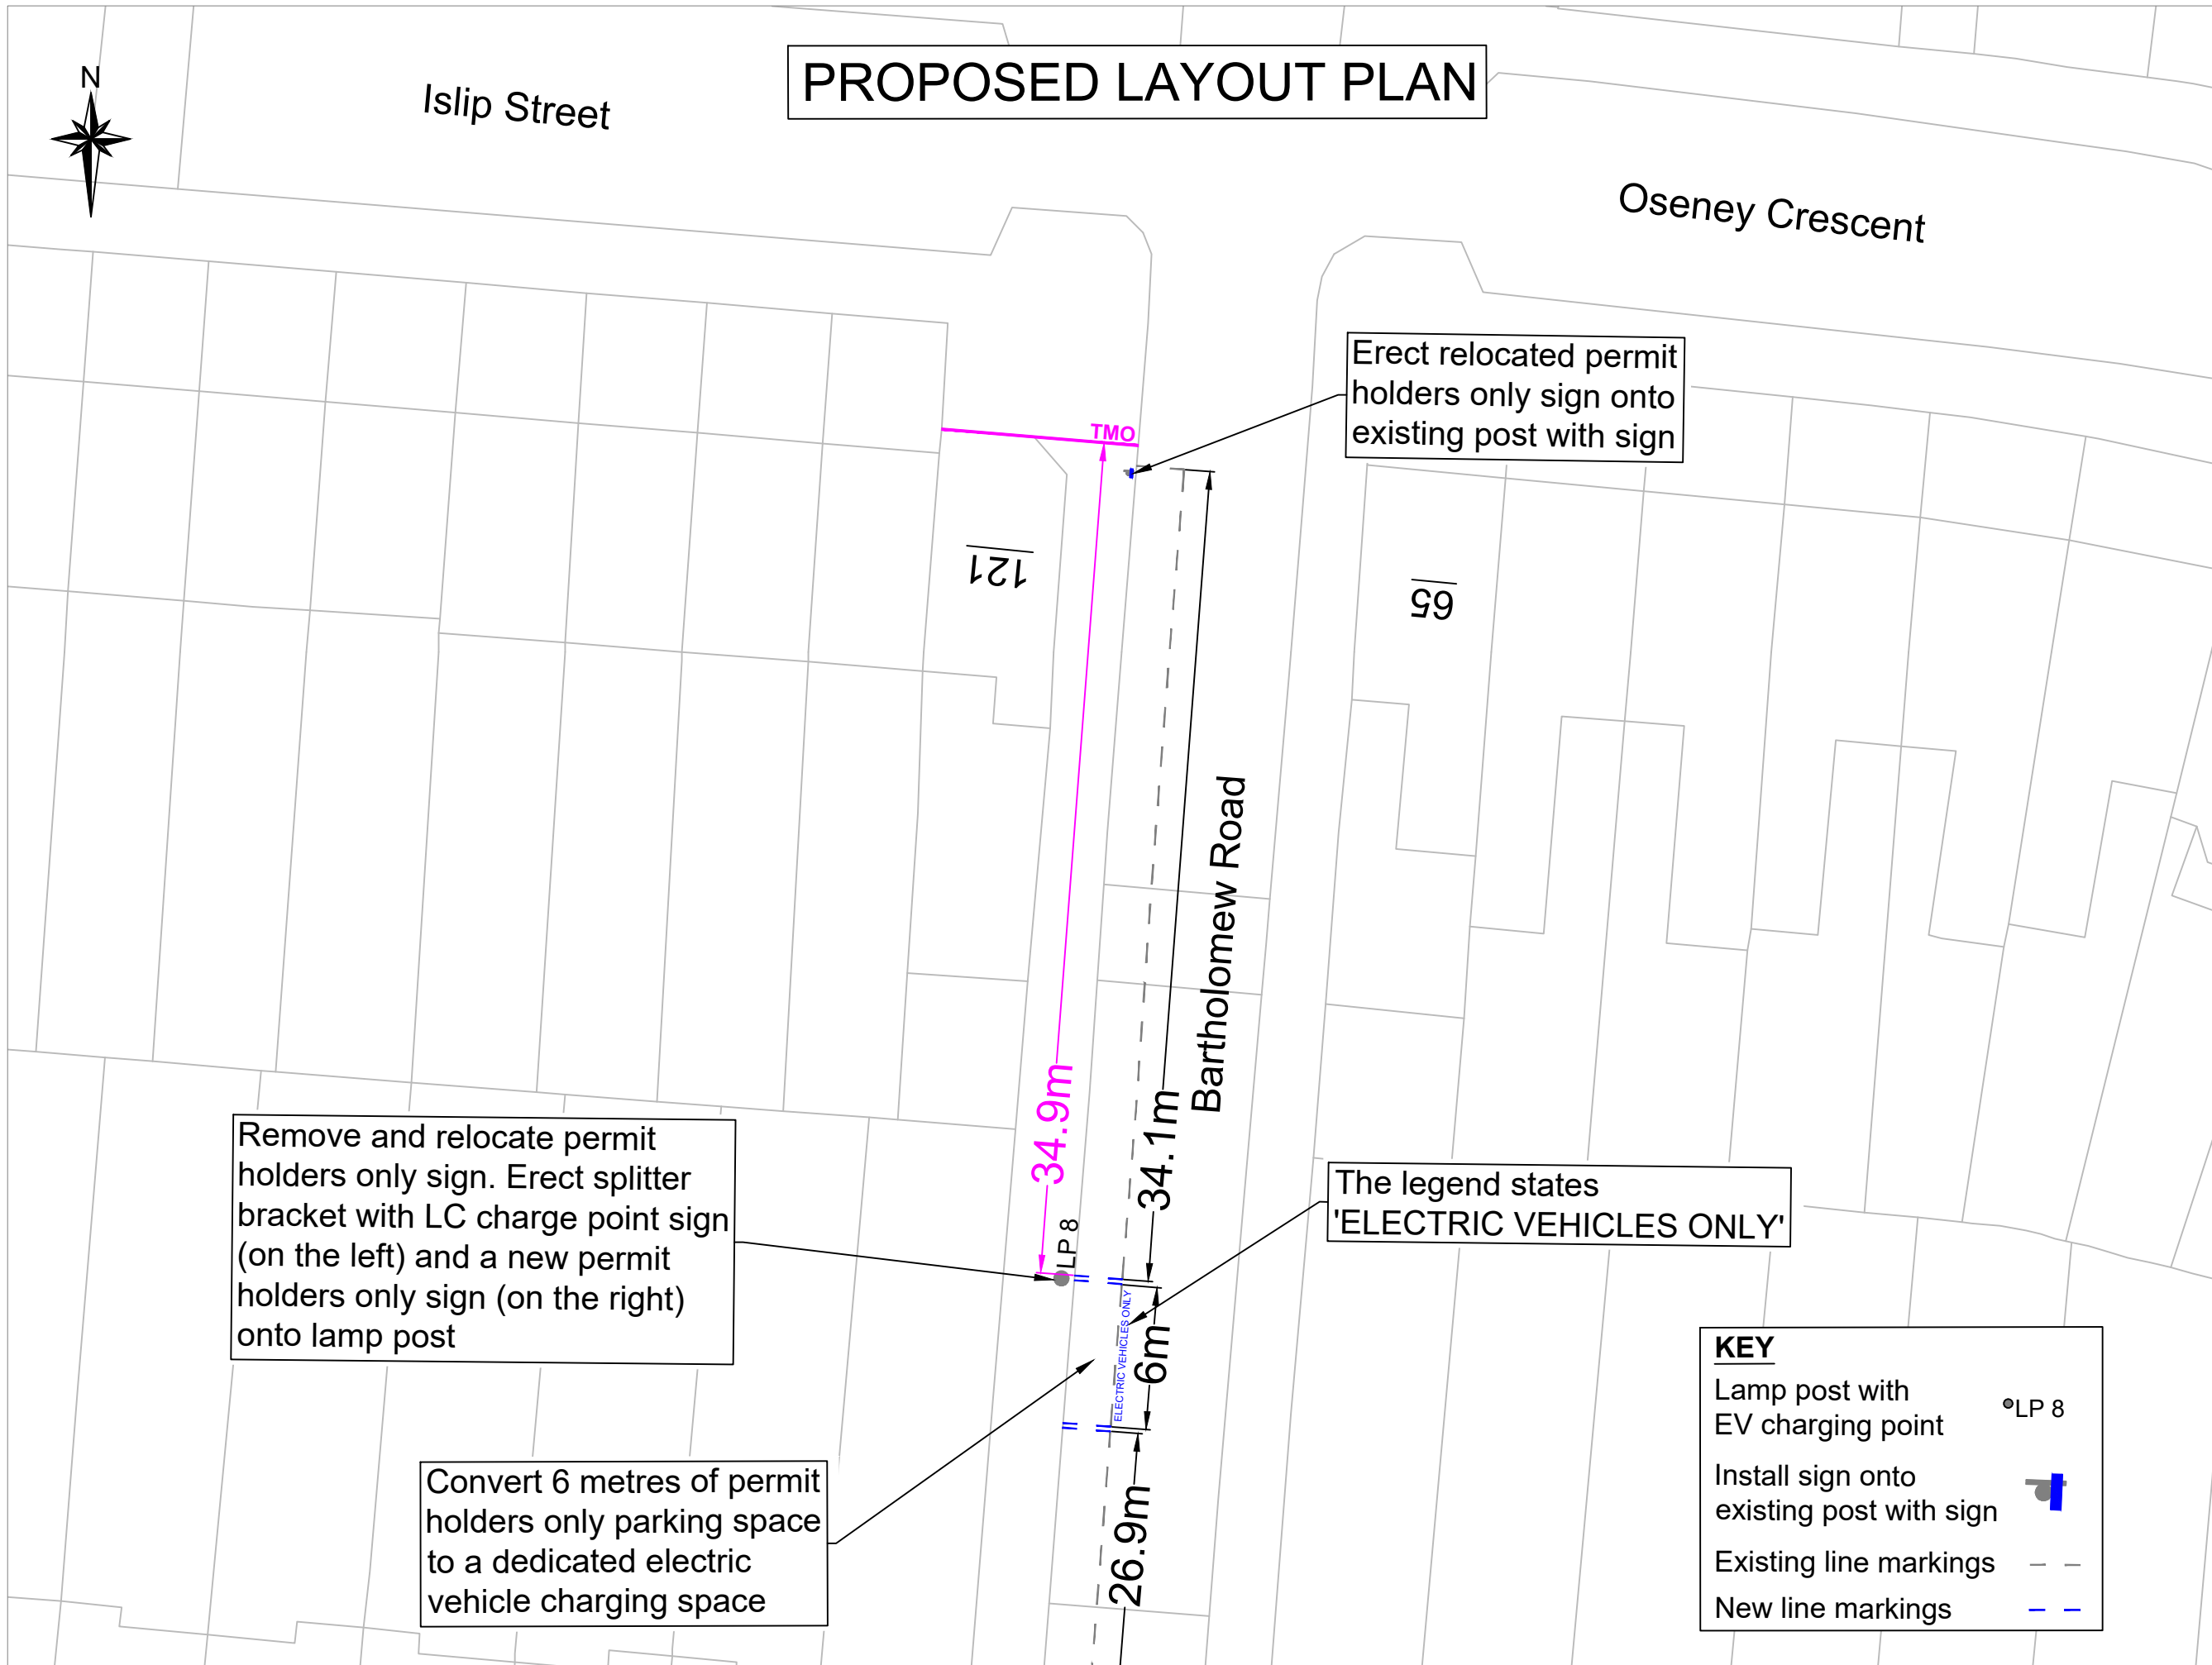 N
Islip Street
PROPOSED LAYOUT PLAN
Oseney Crescent
Erect relocated permit
holders only sign onto
existing post with sign
TMO
121
65
Bartholomew Road
34.9m
34.1m
LP 8
Remove and relocate permit
holders only sign. Erect splitter
bracket with LC charge point sign
(on the left) and a new permit
holders only sign (on the right)
onto lamp post
The legend states
'ELECTRIC VEHICLES ONLY'
ELECTRIC VEHICLES ONLY
6m
Convert 6 metres of permit
holders only parking space
to a dedicated electric
vehicle charging space
26.9m
KEY
Lamp post with
EV charging point
LP 8
Install sign onto
existing post with sign
Existing line markings
New line markings